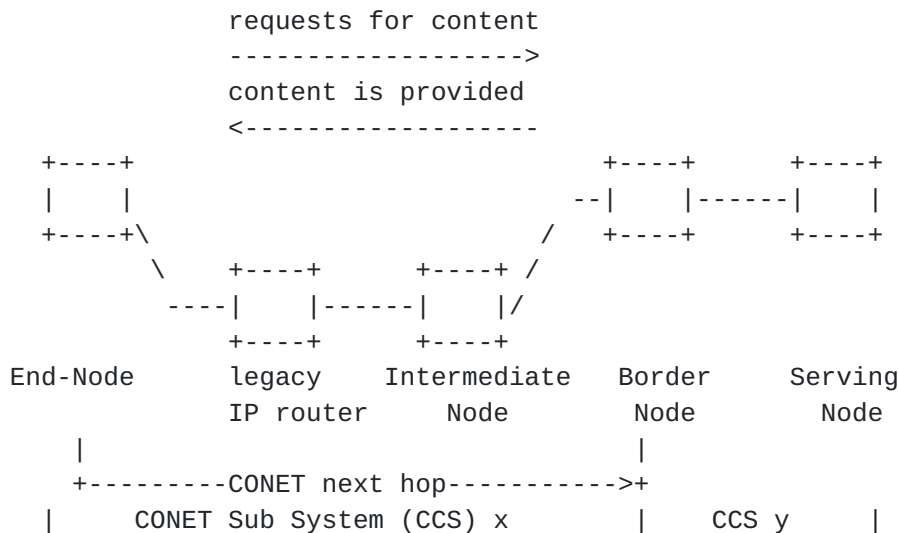 requests for content
------------------->
content is provided
<-------------------
+----+ +----+ +----+
| | --| |------| |
+----+\ / +----+ +----+
\ +----+ +----+ /
----| |------| |/
+----+ +----+
End-Node legacy Intermediate Border Serving
IP router Node Node Node
| |
+---------CONET next hop----------->+
| CONET Sub System (CCS) x | CCS y |